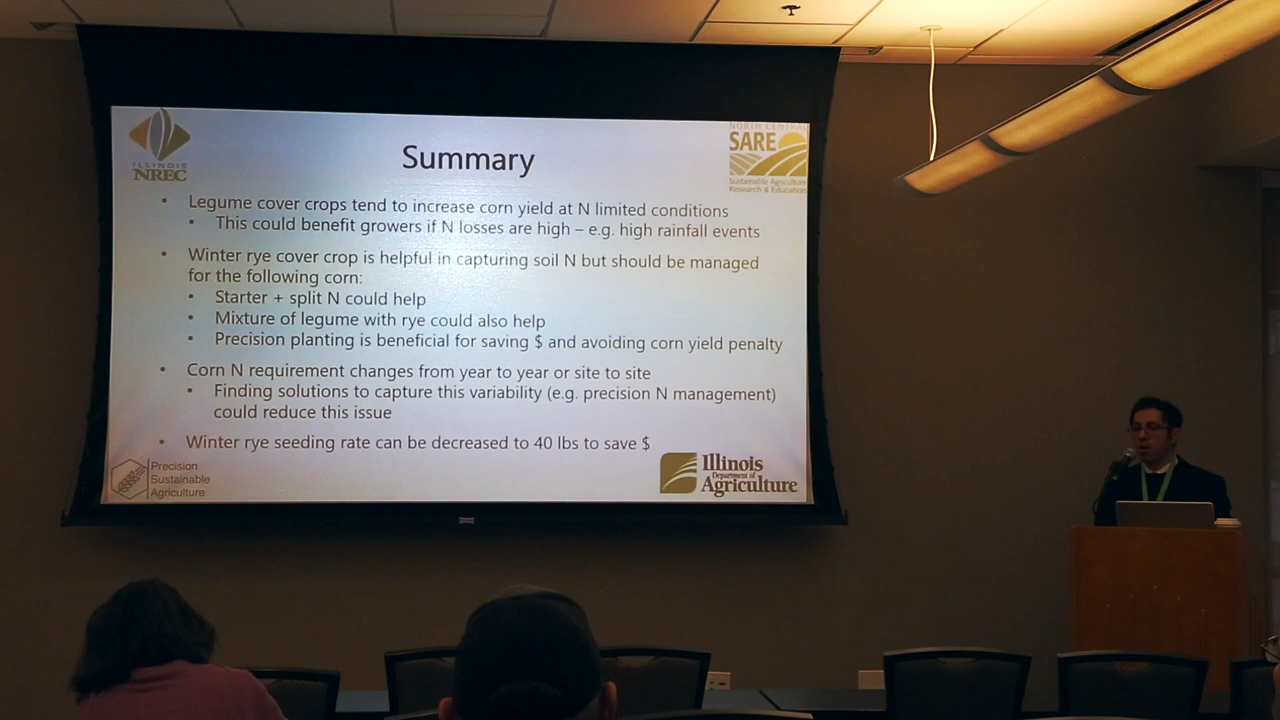 ILLINOIS
NREC
Summary
NORTH CENTRAL
SARE
Sustainable Agriculture
Research & Education
• Legume cover crops tend to increase corn yield at N limited conditions
• This could benefit growers if N losses are high – e.g. high rainfall events
• Winter rye cover crop is helpful in capturing soil N but should be managed
for the following corn:
• Starter + split N could help
• Mixture of legume with rye could also help
• Precision planting is beneficial for saving $ and avoiding corn yield penalty
• Corn N requirement changes from year to year or site to site
• Finding solutions to capture this variability (e.g. precision N management)
could reduce this issue
• Winter rye seeding rate can be decreased to 40 lbs to save $
Precision
Sustainable
Agriculture
Illinois
Department of
Agriculture